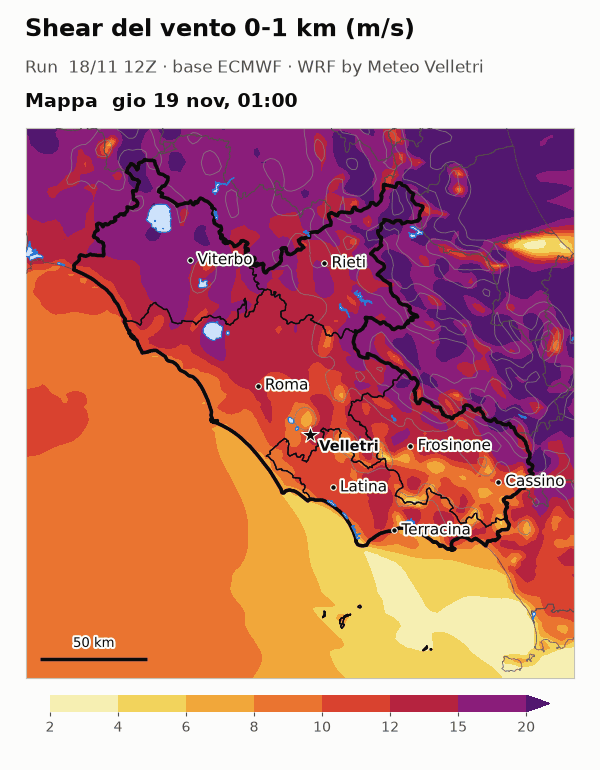 Shear del vento 0-1 km (m/s)
Run  18/11 12Z · base ECMWF · WRF by Meteo Velletri
Mappa  gio 19 nov, 01:00
Viterbo
Rieti
Roma
Velletri
Frosinone
Cassino
Latina
Terracina
50 km
2 4 6 8 10 12 15 20